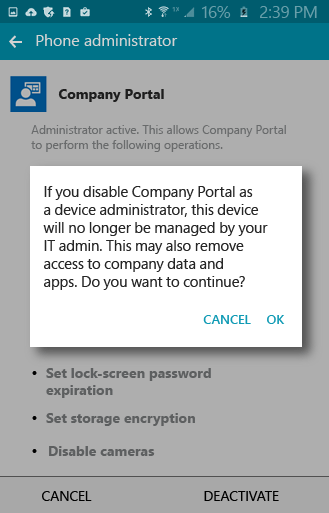 16% 2:39 PM
Phone administrator
Company Portal
Administrator active. This allows Company Portal
to perform the following operations.
If you disable Company Portal as
a device administrator, this device
will no longer be managed by your
IT admin. This may also remove
access to company data and
apps. Do you want to continue?
CANCEL OK
• Set lock-screen password
expiration
• Set storage encryption
• Disable cameras
CANCEL DEACTIVATE